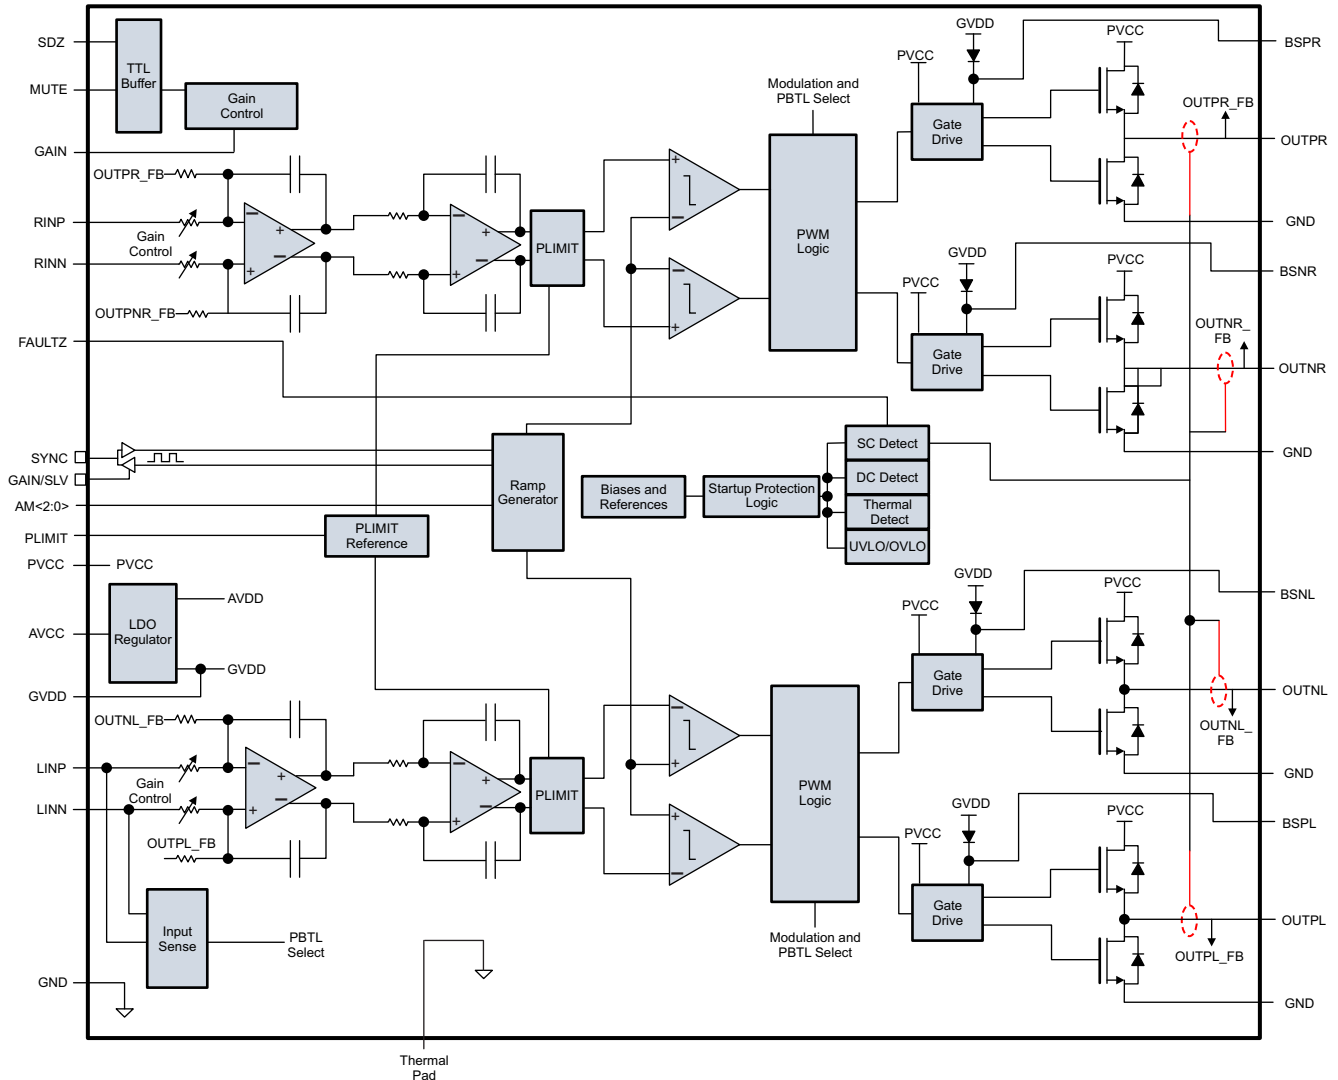 SDZ
TTL
Buffer
MUTE
Gain
Control
GAIN
OUTPR_FB
RINP
Gain
Control
RINN
OUTPNR_FB
FAULTZ
+
+
PLIMIT
+
+
+
+
Modulation and
PBTL Select
PWM
Logic
GVDD
PVCC
Gate
Drive
PVCC
BSPR
OUTPR_FB
OUTPR
GND
GVDD
PVCC
Gate
Drive
PVCC
BSNR
OUTNR_
FB
OUTNR
GND
SYNC
GAIN/SLV
AM<2:0>
PLIMIT
PLIMIT
Reference
Ramp
Generator
Biases and
References
Startup Protection
Logic
SC Detect
DC Detect
Thermal
Detect
UVLO/OVLO
PVCC
PVCC
LDO
Regulator
AVDD
AVCC
GVDD
GVDD
OUTNL_FB
LINP
Gain
Control
LINN
OUTPL_FB
+
+
+
+
PLIMIT
+
+
PWM
Logic
Modulation and
PBTL Select
GVDD
PVCC
Gate
Drive
PVCC
BSNL
OUTNL
OUTNL_
FB
GND
GVDD
PVCC
Gate
Drive
PVCC
BSPL
OUTPL
OUTPL_FB
GND
Input
Sense
PBTL
Select
GND
Thermal
Pad